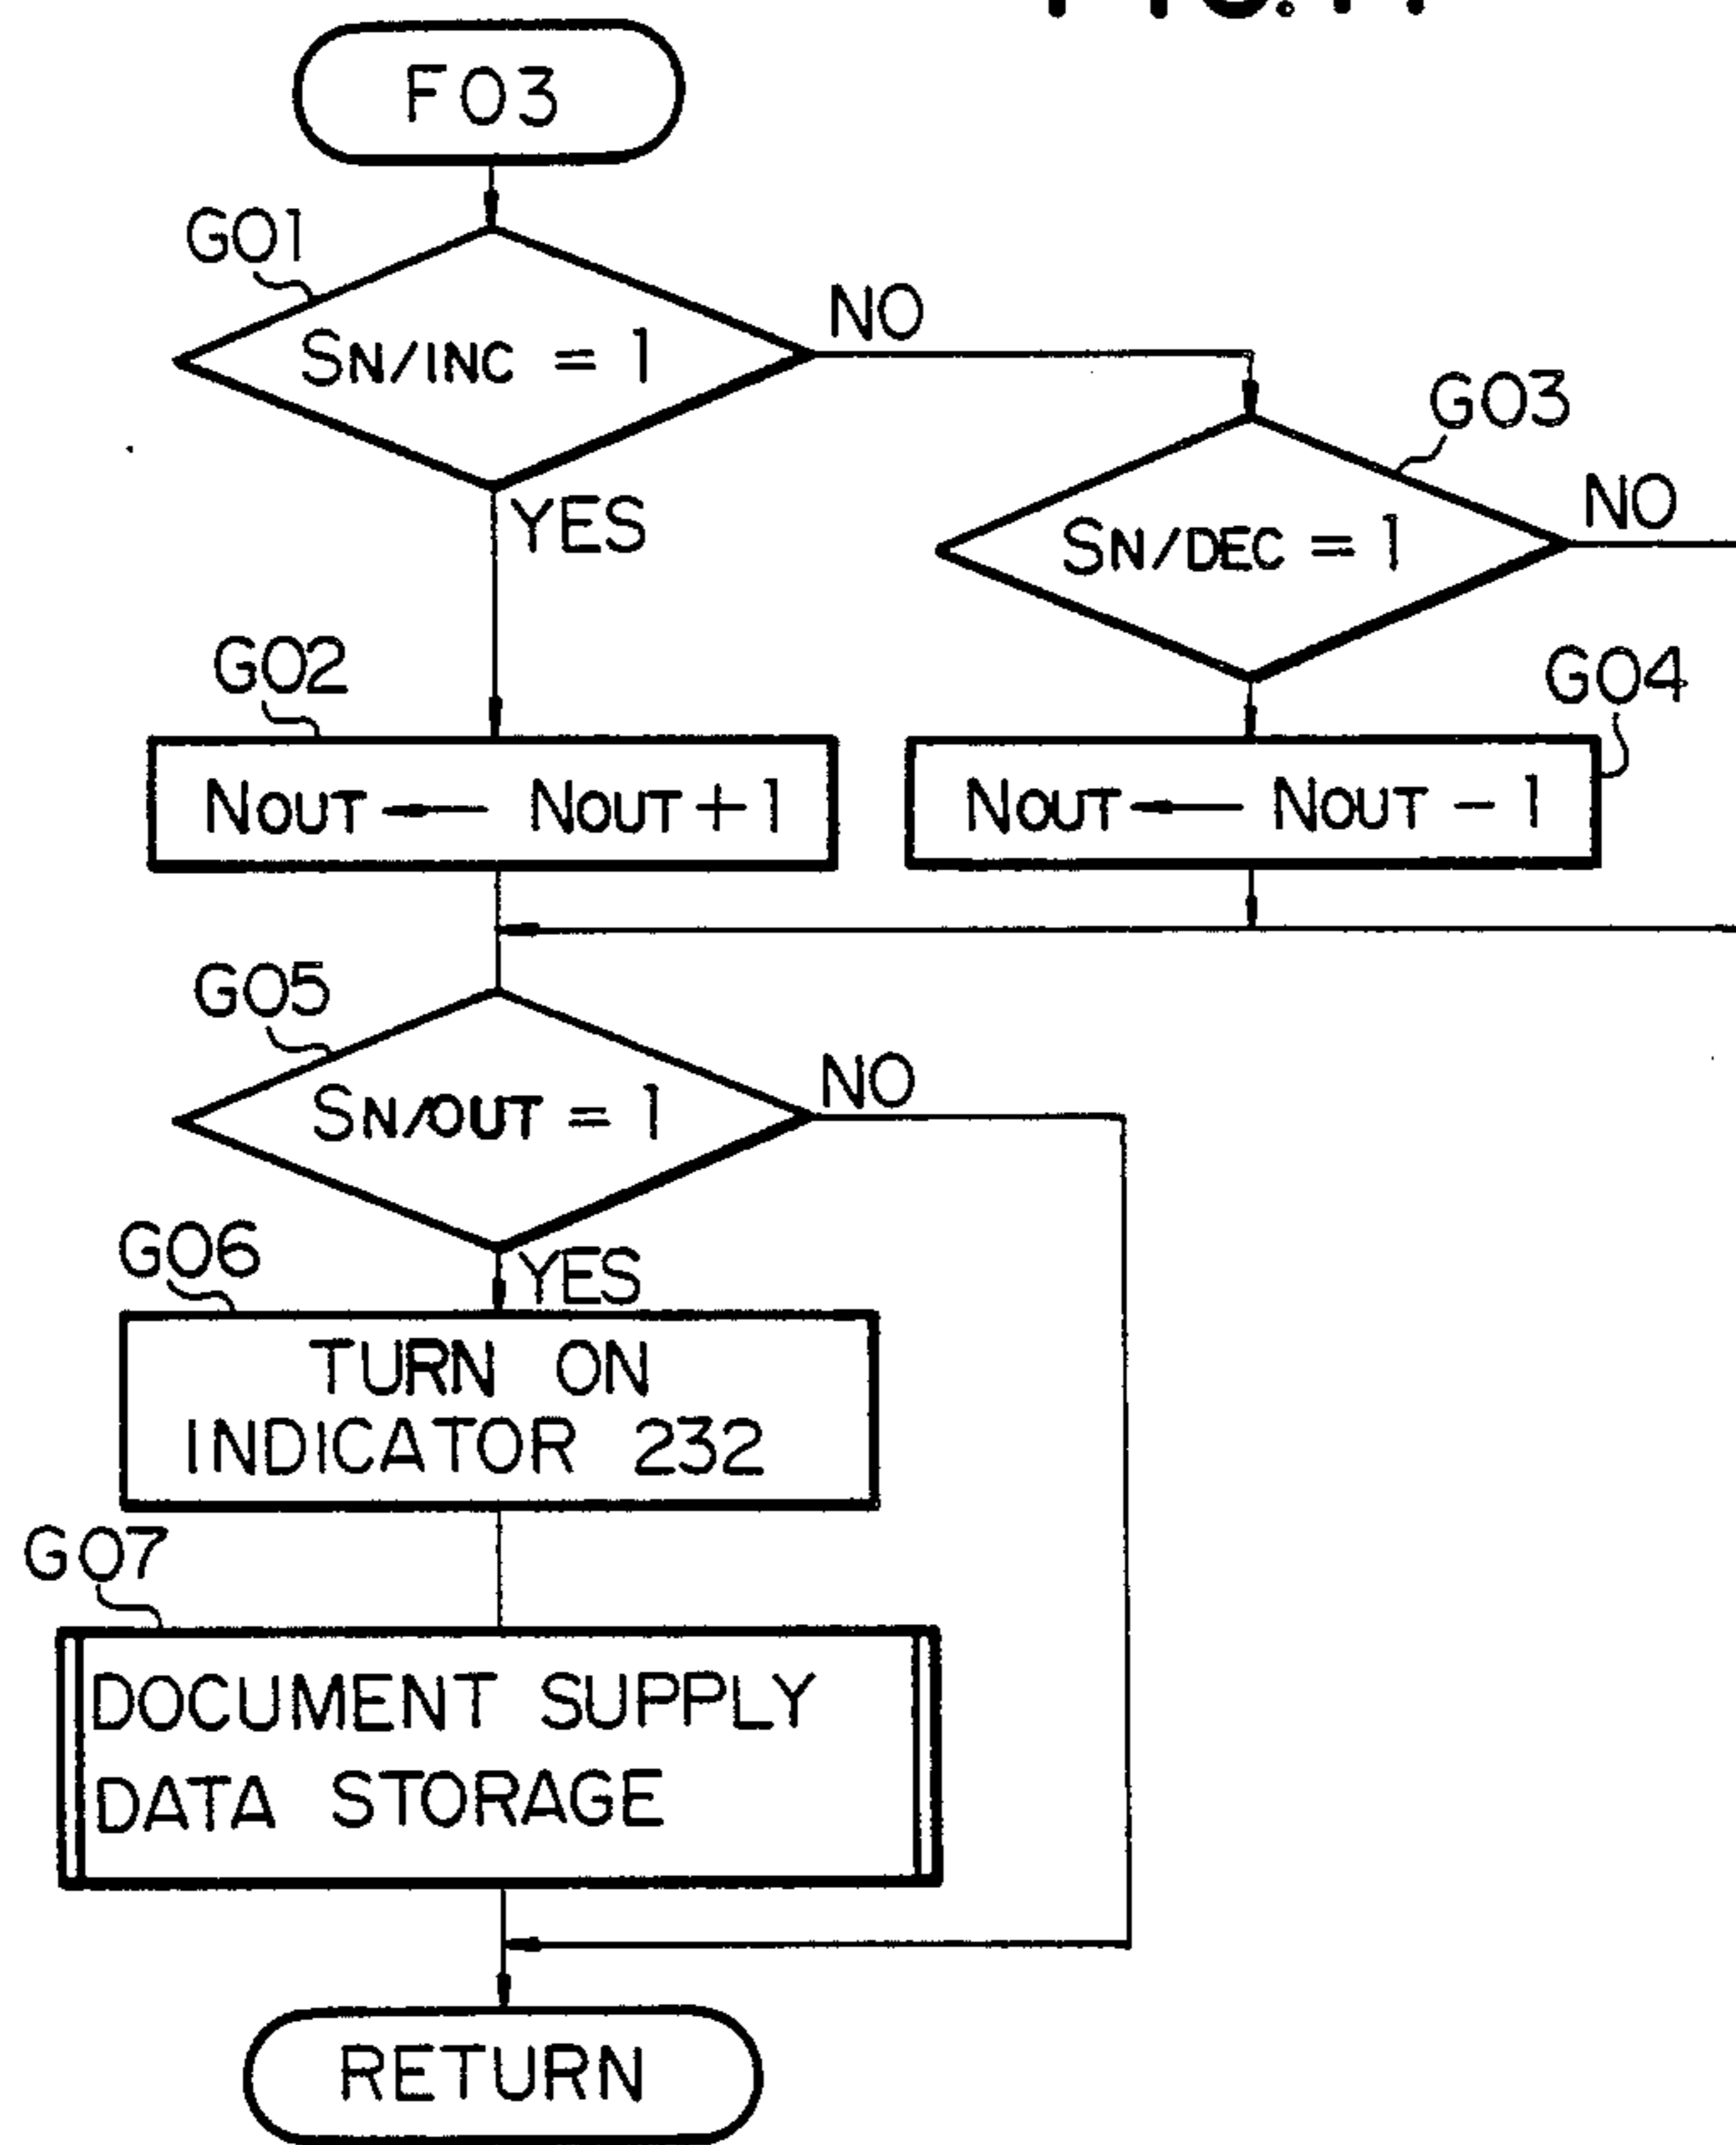 F03
G01
SN/INC = 1
NO
YES
G03
SN/DEC = 1
NO
G02
NOUT ← NOUT + 1
G04
NOUT ← NOUT - 1
G05
SN/OUT = 1
NO
YES
G06
TURN ON
INDICATOR 232
G07
DOCUMENT SUPPLY
DATA STORAGE
RETURN